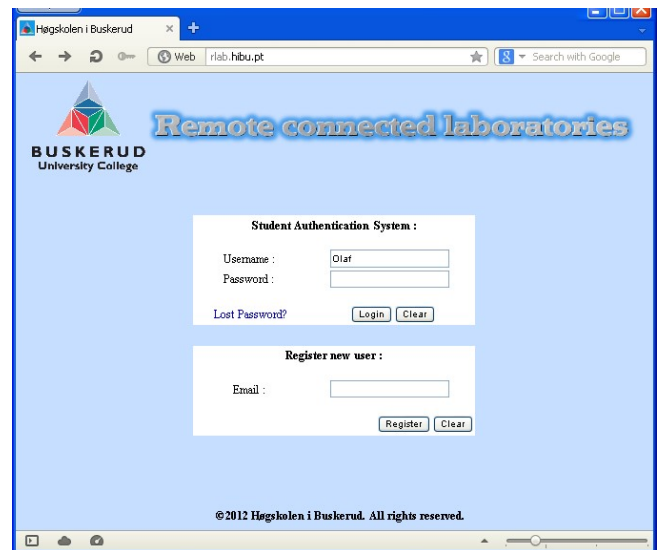 Høgskolen i Buskerud
Web rlab.hibu.pt Search with Google
BUSKERUD
University College
Remote connected laboratories
Student Authentication System :
Username : Olaf
Password :
Lost Password? Login Clear
Register new user :
Email :
Register Clear
©2012 Høgskolen i Buskerud. All rights reserved.